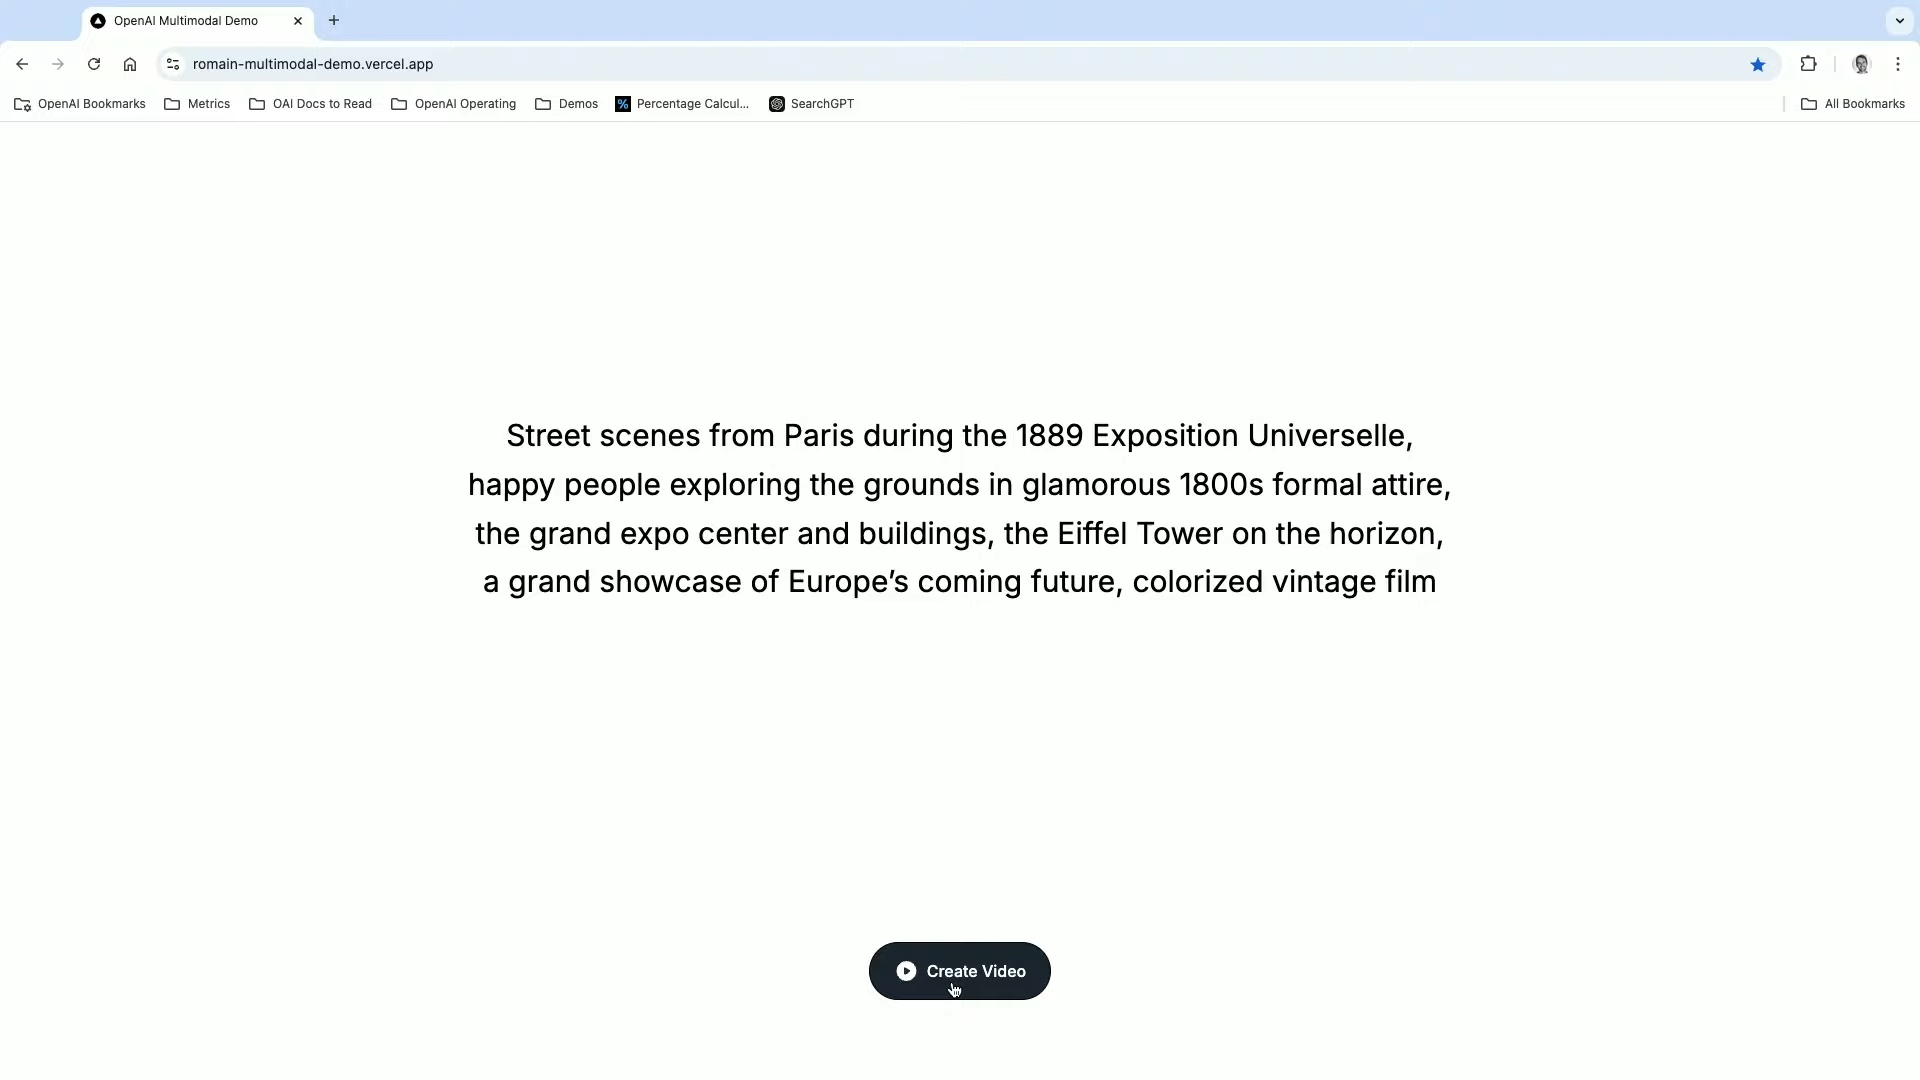 OpenAI Multimodal Demo
romain-multimodal-demo.vercel.app
OpenAI Bookmarks Metrics OAI Docs to Read OpenAI Operating Demos Percentage Calcul... SearchGPT All Bookmarks
Street scenes from Paris during the 1889 Exposition Universelle,
happy people exploring the grounds in glamorous 1800s formal attire,
the grand expo center and buildings, the Eiffel Tower on the horizon,
a grand showcase of Europe’s coming future, colorized vintage film
Create Video